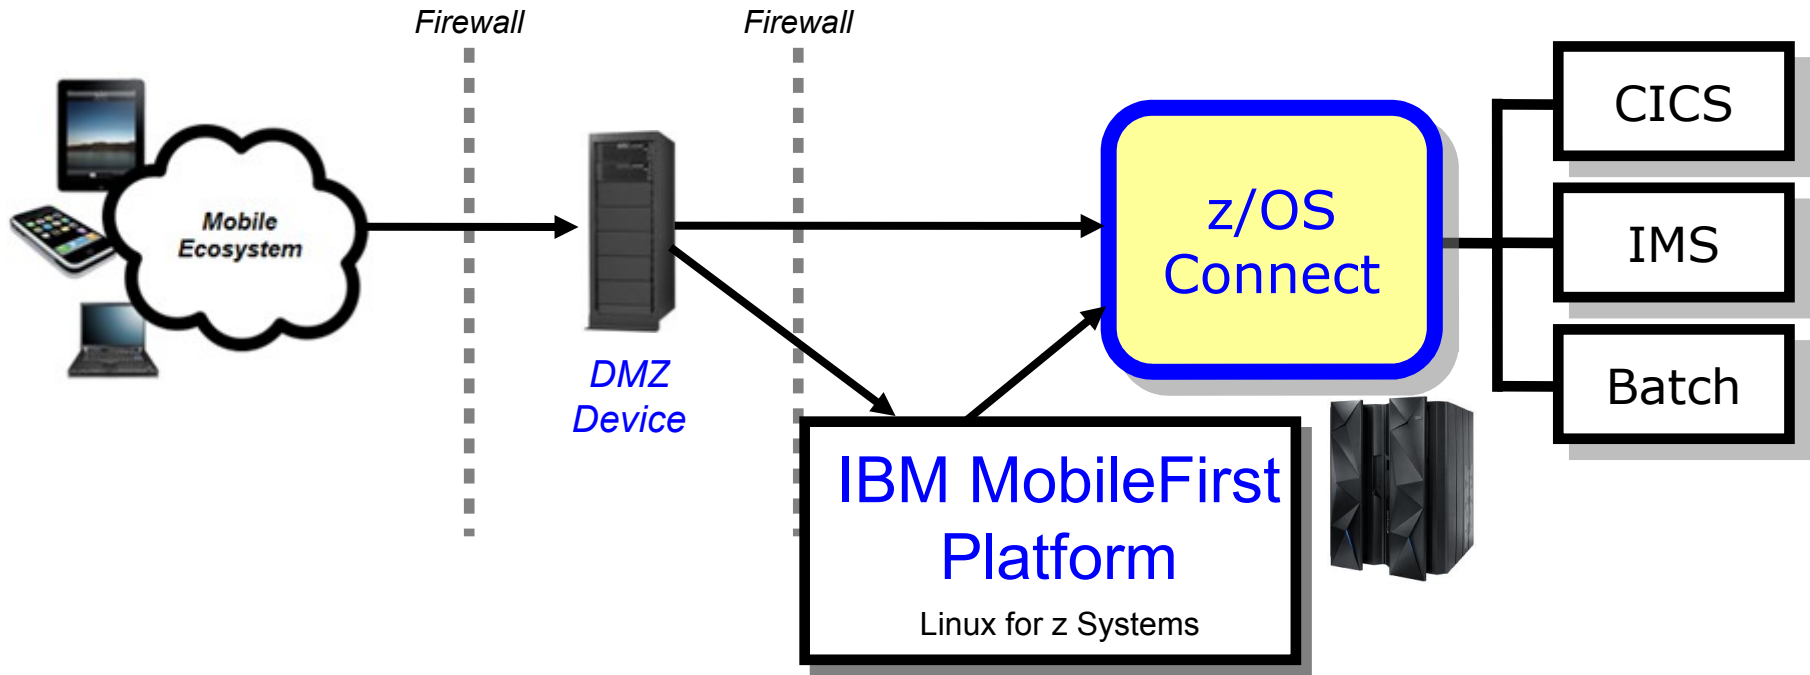 Firewall
Firewall
Mobile
Ecosystem
DMZ
Device
z/OS
Connect
CICS
IMS
Batch
IBM MobileFirst
Platform
Linux for z Systems